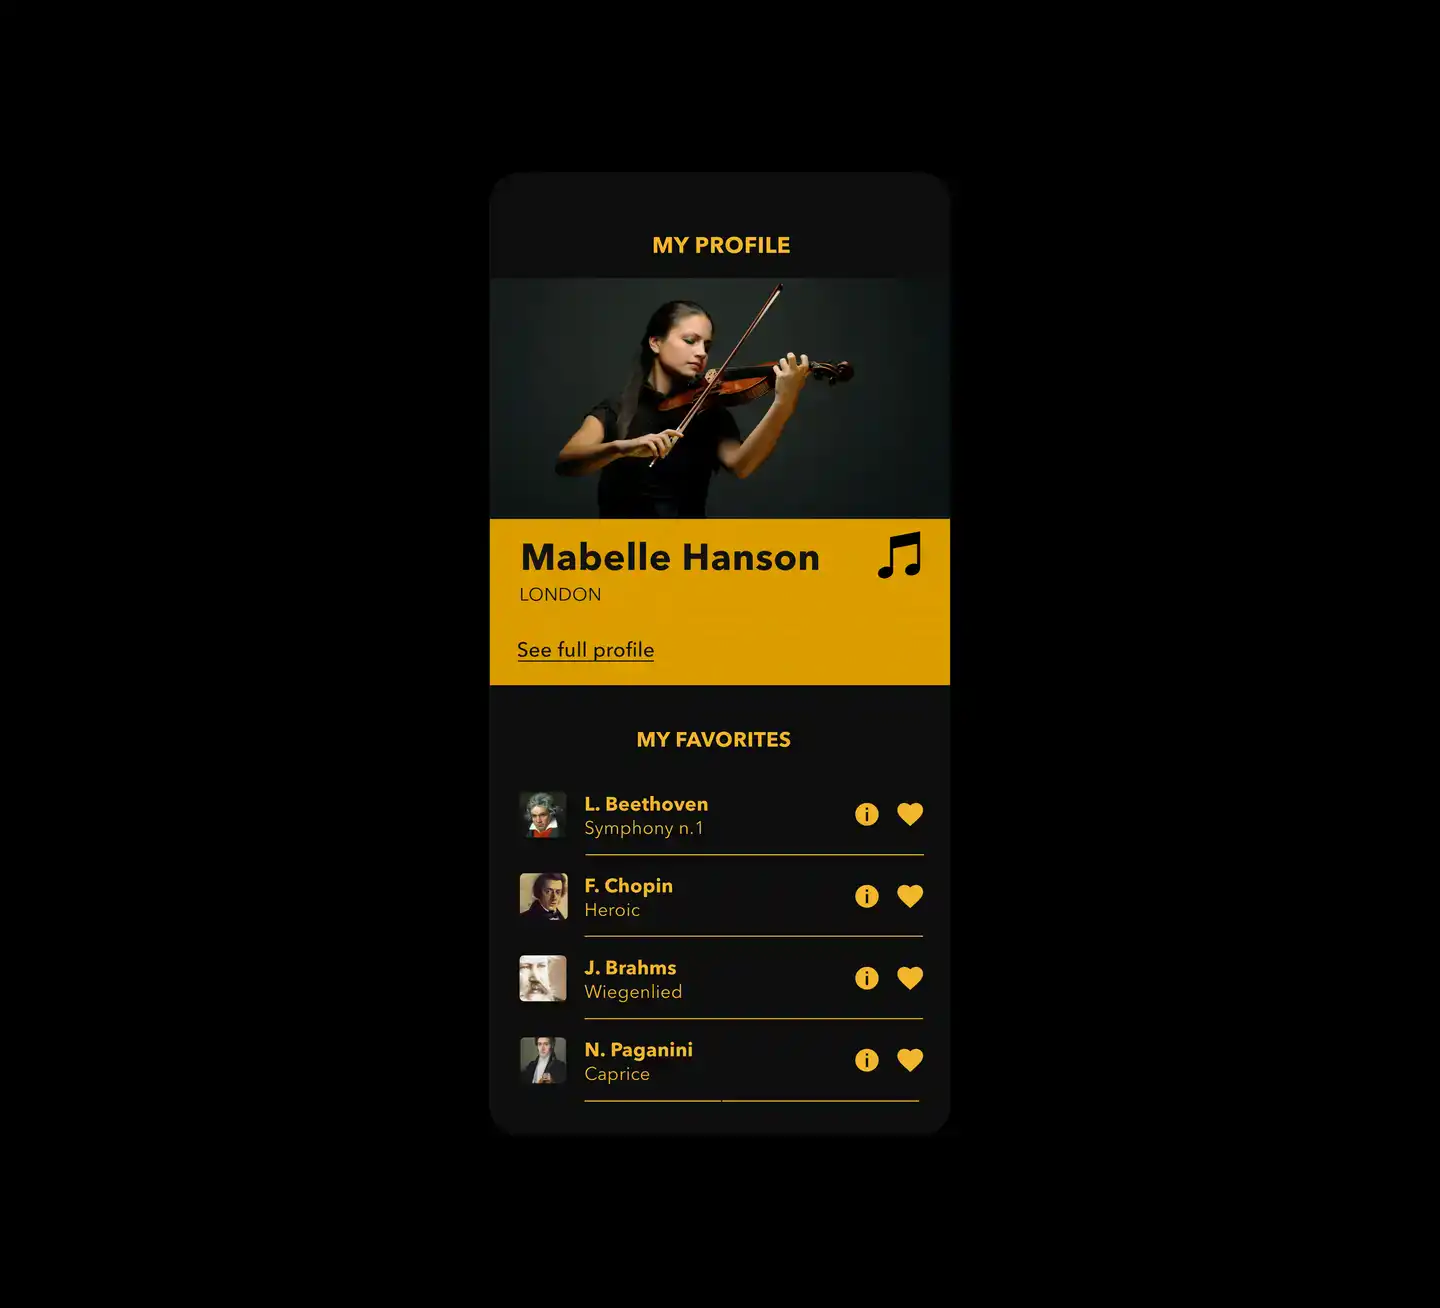 MY PROFILE
Mabelle Hanson
LONDON
See full profile
MY FAVORITES
L. Beethoven
Symphony n.1
F. Chopin
Heroic
J. Brahms
Wiegenlied
N. Paganini
Caprice